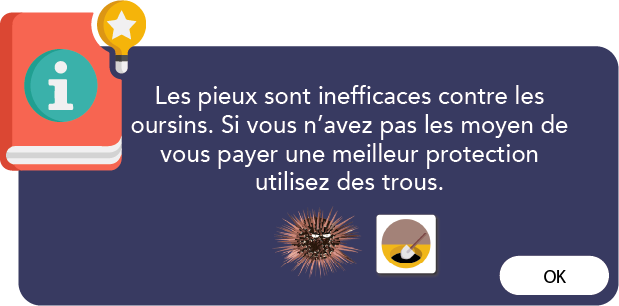 Les pieux sont inefficaces contre les
oursins. Si vous n’avez pas les moyen de
vous payer une meilleur protection
utilisez des trous.
OK